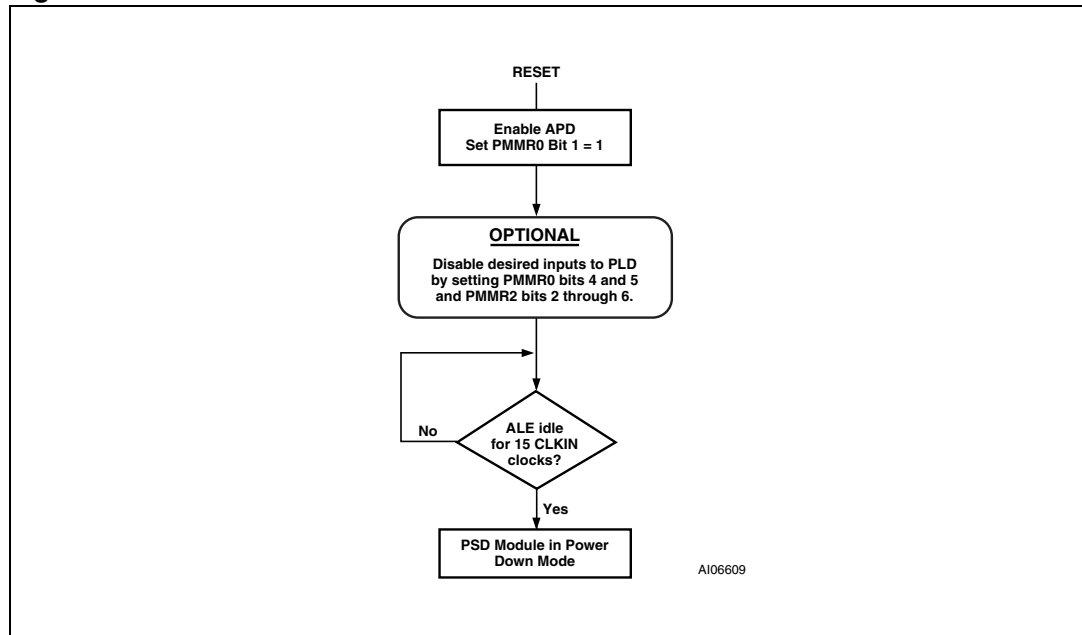 RESET
Enable APD
Set PMMR0 Bit 1 = 1
OPTIONAL
Disable desired inputs to PLD
by setting PMMR0 bits 4 and 5
and PMMR2 bits 2 through 6.
No
ALE idle
for 15 CLKIN
clocks?
Yes
PSD Module in Power
Down Mode
AI06609